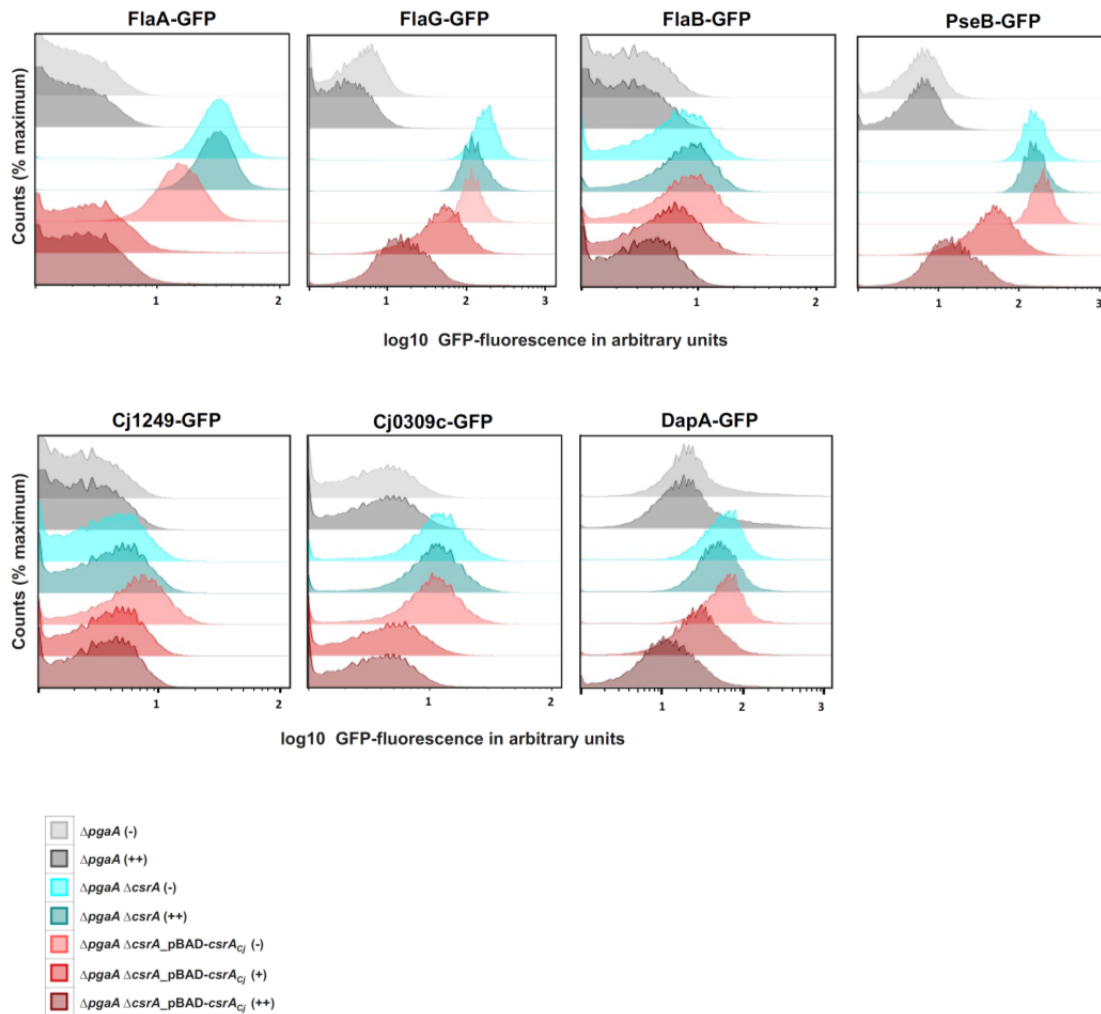 FlaA-GFP FlaG-GFP FlaB-GFP PseB-GFP
Counts (% maximum)
1 2 1 2 3 1 2 1 2 3
log10 GFP-fluorescence in arbitrary units
Cj1249-GFP Cj0309c-GFP DapA-GFP
Counts (% maximum)
1 2 1 2 1 2 3
log10 GFP-fluorescence in arbitrary units
ΔpgaA (-)
ΔpgaA (++)
ΔpgaA ΔcsrA (-)
ΔpgaA ΔcsrA (++)
ΔpgaA ΔcsrA_pBAD-csrA_Cj (-)
ΔpgaA ΔcsrA_pBAD-csrA_Cj (+)
ΔpgaA ΔcsrA_pBAD-csrA_Cj (++)